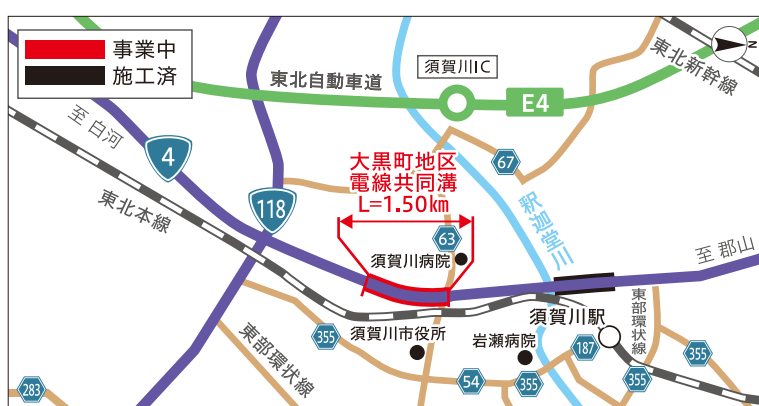 事業中
施工済
東北自動車道
須賀川IC
E4
東北新幹線
N
至 白河
4
118
東北本線
大黒町地区
電線共同溝
L=1.50㎞
67
釈迦堂川
63
須賀川病院
至 郡山
須賀川駅
東部環状線
355
須賀川市役所
岩瀬病院
187
355
東部環状線
283
54
355
355